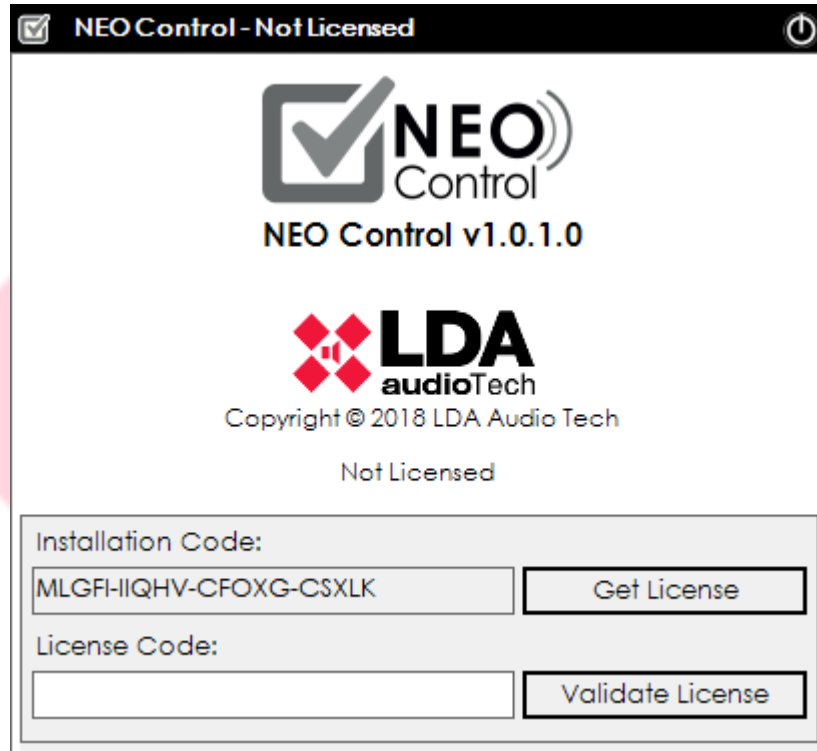 NEO Control - Not Licensed
NEO
Control
NEO Control v1.0.1.0
LDA
audioTech
Copyright © 2018 LDA Audio Tech
Not Licensed
Installation Code:
MLGFI-IIQHV-CFOXG-CSXLK Get License
License Code:
Validate License